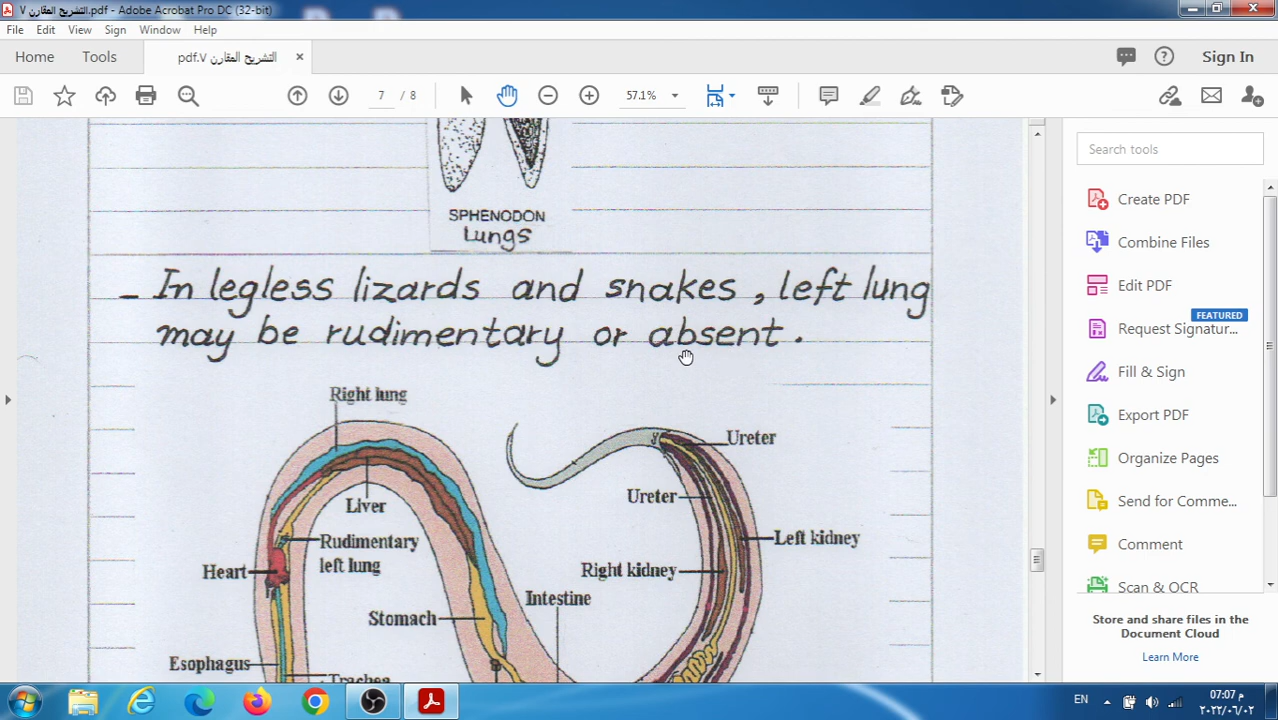 التشريح المقارن V.pdf - Adobe Acrobat Pro DC (32-bit)
File Edit View Sign Window Help
Home Tools التشريح المقارن V.pdf Sign In
7 / 8 57.1%
Search tools
SPHENODON
Lungs
- In legless lizards and snakes, left lung
may be rudimentary or absent.
Right lung
Liver
Rudimentary
left lung
Heart
Stomach
Esophagus
Trachea
Intestine
Ureter
Ureter
Left kidney
Right kidney
Create PDF
Combine Files
Edit PDF
FEATURED
Request Signatur...
Fill & Sign
Export PDF
Organize Pages
Send for Comme...
Comment
Scan & OCR
Store and share files in the
Document Cloud
Learn More
EN
07:07 م
٢٠٢٢/٠٦/٠٢